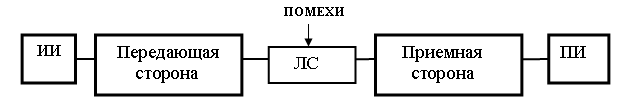 ПОМЕХИ
ИИ
Передающая
сторона
ЛС
Приемная
сторона
ПИ